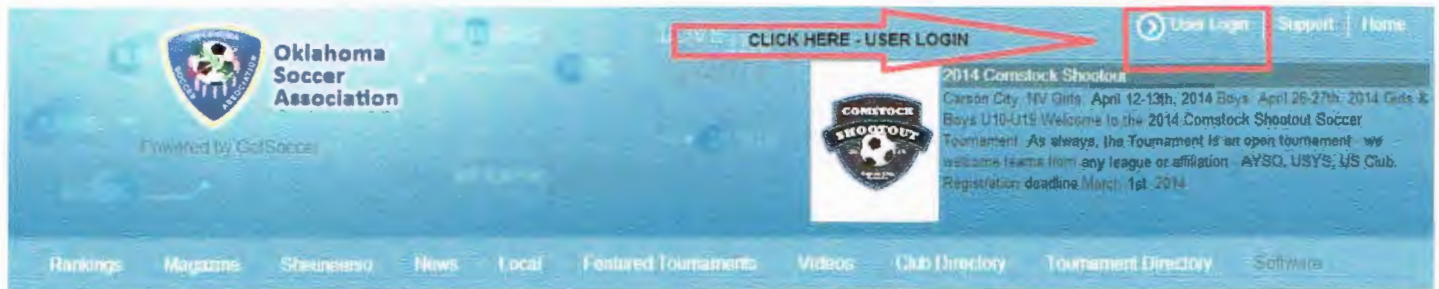 Oklahoma
Soccer
Association
Powered by GotSoccer
CLICK HERE - USER LOGIN
User Login | Support | Home
COMSTOCK
SHOOTOUT
2014 Comstock Shootout
Carson City, NV Girls: April 12-13th, 2014 Boys: April 26-27th, 2014 Girls &
Boys U10-U19 Welcome to the 2014 Comstock Shootout Soccer
Tournament. As always, the Tournament is an open tournament - we
welcome teams from any league or affiliation - AYSO, USYS, US Club.
Registration deadline March 1st, 2014
Rankings Magazine News Local Featured Tournaments Videos Club Directory Tournament Directory Software